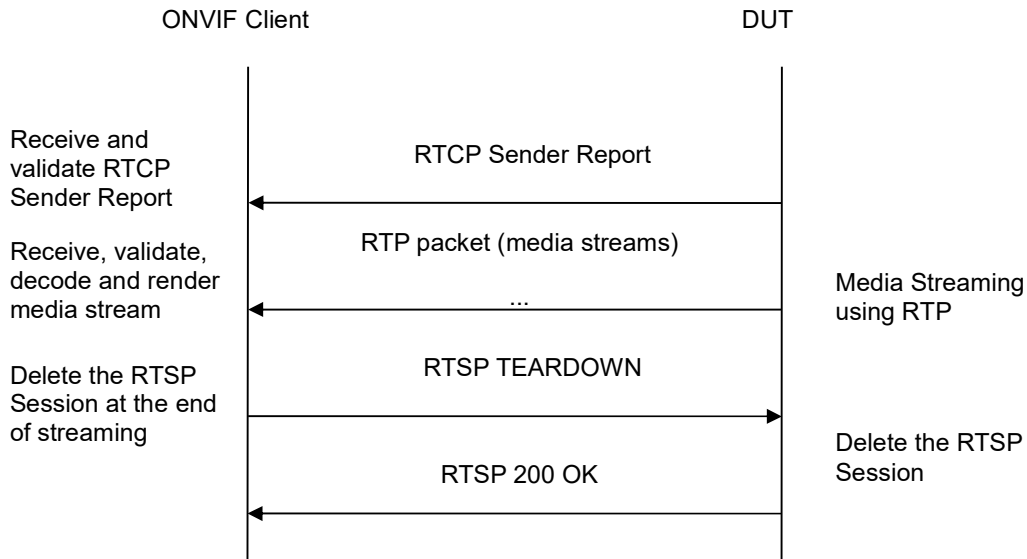 ONVIF Client
DUT
Receive and
validate RTCP
Sender Report
RTCP Sender Report
Receive, validate,
decode and render
media stream
RTP packet (media streams)
...
Media Streaming
using RTP
Delete the RTSP
Session at the end
of streaming
RTSP TEARDOWN
Delete the RTSP
Session
RTSP 200 OK